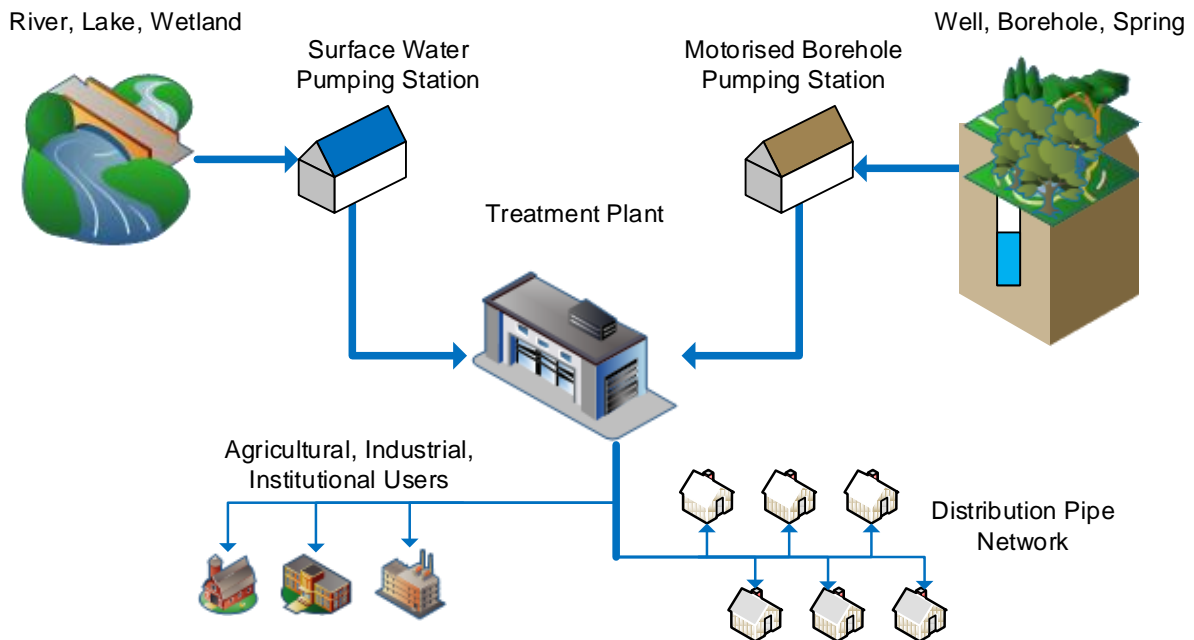 River, Lake, Wetland
Surface Water
Pumping Station
Motorised Borehole
Pumping Station
Well, Borehole, Spring
Treatment Plant
Agricultural, Industrial,
Institutional Users
Distribution Pipe
Network